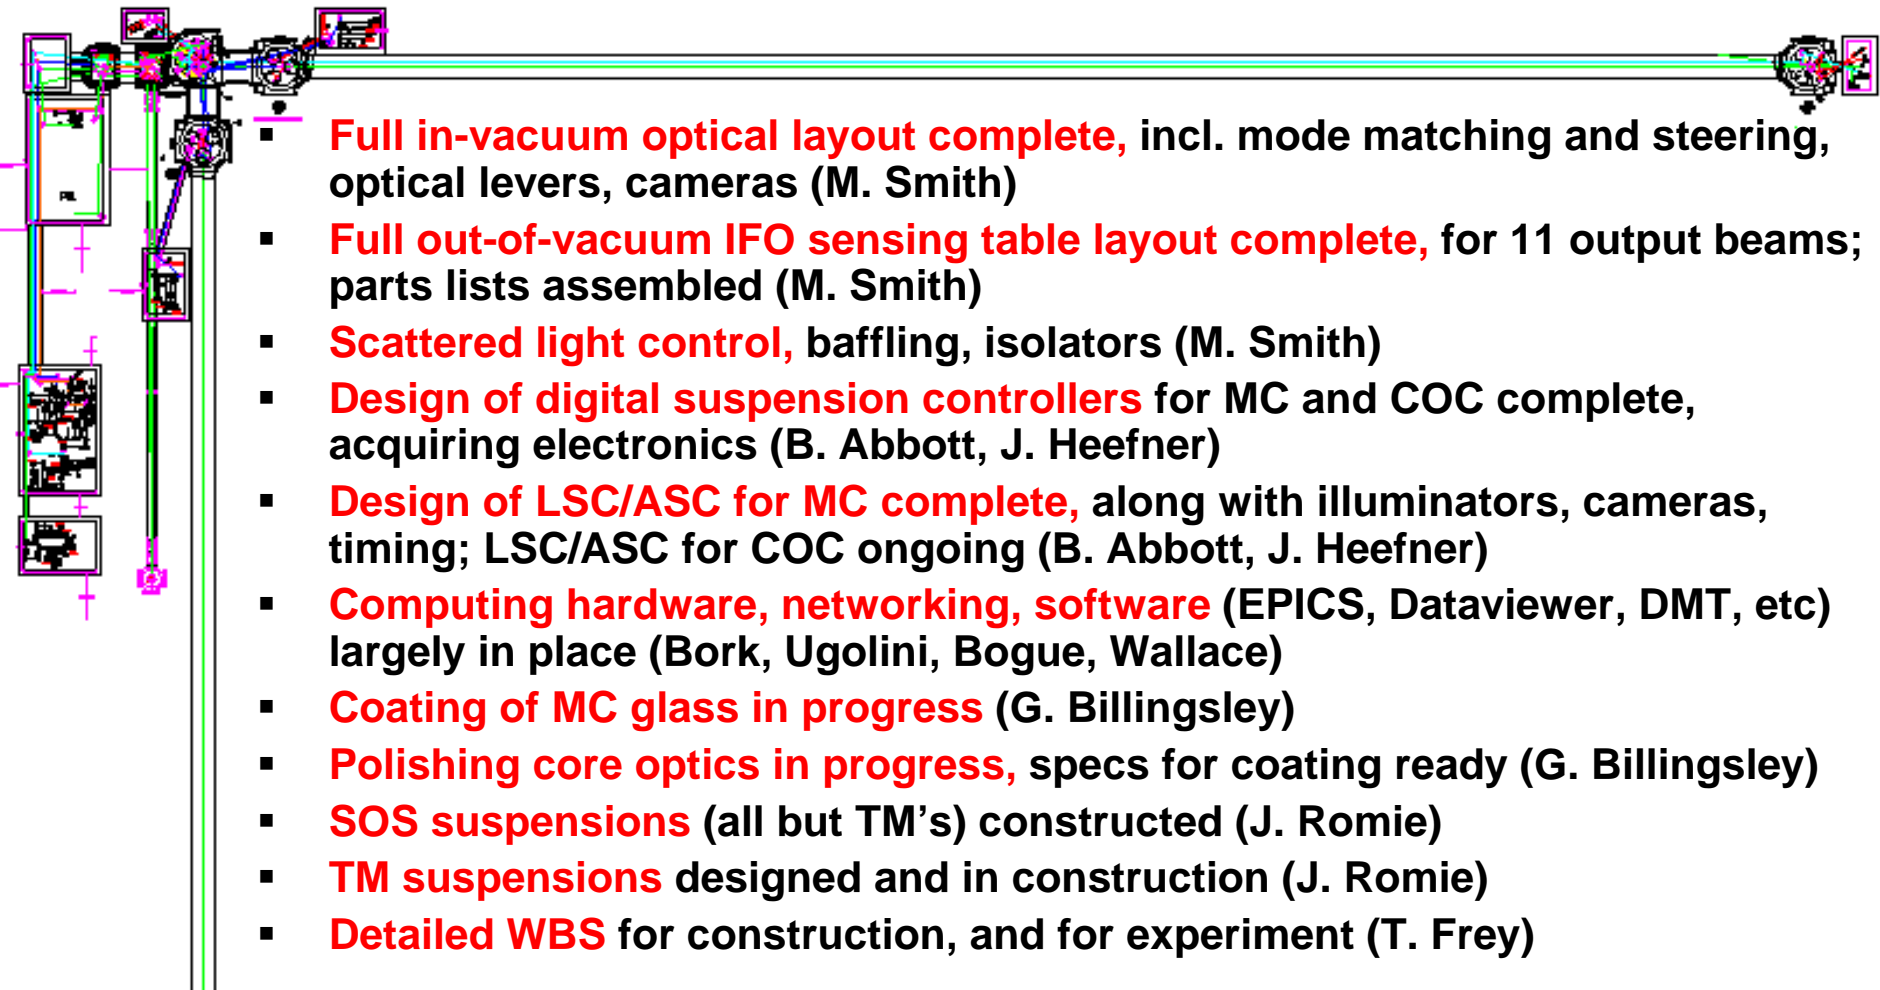 ▪ Full in-vacuum optical layout complete, incl. mode matching and steering,
optical levers, cameras (M. Smith)
▪ Full out-of-vacuum IFO sensing table layout complete, for 11 output beams;
parts lists assembled (M. Smith)
▪ Scattered light control, baffling, isolators (M. Smith)
▪ Design of digital suspension controllers for MC and COC complete,
acquiring electronics (B. Abbott, J. Heefner)
▪ Design of LSC/ASC for MC complete, along with illuminators, cameras,
timing; LSC/ASC for COC ongoing (B. Abbott, J. Heefner)
▪ Computing hardware, networking, software (EPICS, Dataviewer, DMT, etc)
largely in place (Bork, Ugolini, Bogue, Wallace)
▪ Coating of MC glass in progress (G. Billingsley)
▪ Polishing core optics in progress, specs for coating ready (G. Billingsley)
▪ SOS suspensions (all but TM’s) constructed (J. Romie)
▪ TM suspensions designed and in construction (J. Romie)
▪ Detailed WBS for construction, and for experiment (T. Frey)